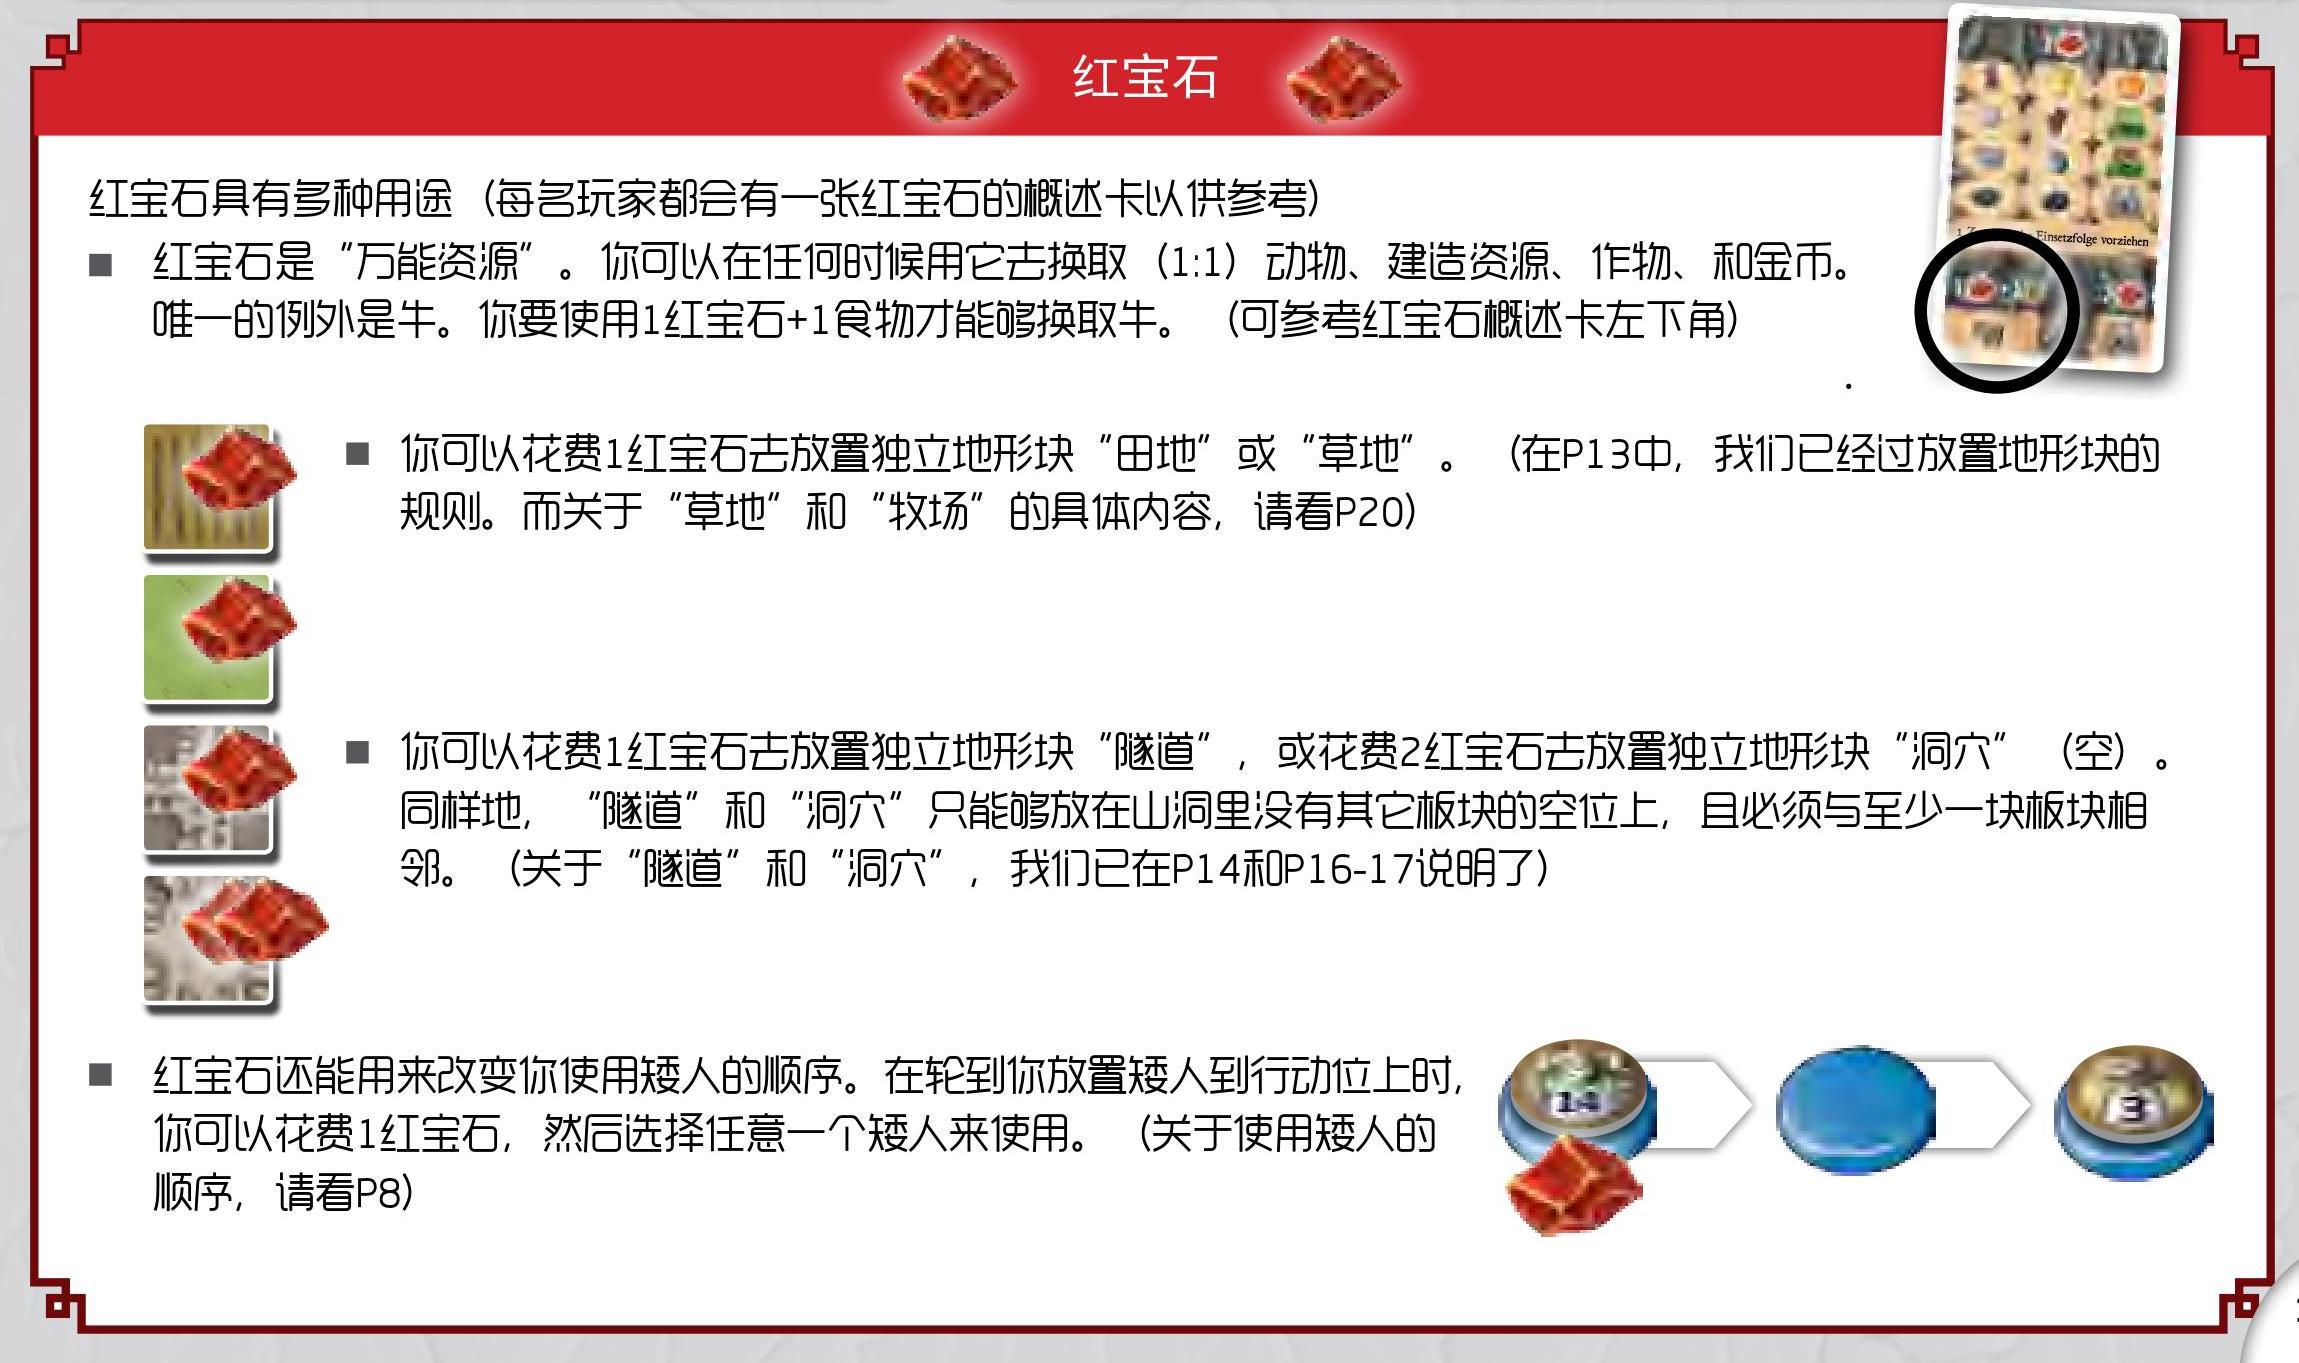 红宝石
红宝石具有多种用途（每名玩家都会有一张红宝石的概述卡以供参考）
Einsetzfolge vorziehen
■ 红宝石是“万能资源”。你可以在任何时候用它去换取（1:1）动物、建造资源、作物、和金币。
唯一的例外是牛。你要使用1红宝石+1食物才能够换取牛。（可参考红宝石概述卡左下角）
.
■ 你可以花费1红宝石去放置独立地形块“田地”或“草地”。（在P13中，我们已经过放置地形块的
规则。而关于“草地”和“牧场”的具体内容，请看P20）
■ 你可以花费1红宝石去放置独立地形块“隧道”，或花费2红宝石去放置独立地形块“洞穴”（空）。
同样地，“隧道”和“洞穴”只能够放在山洞里没有其它板块的空位上，且必须与至少一块板块相
邻。（关于“隧道”和“洞穴”，我们已在P14和P16-17说明了）
■ 红宝石还能用来改变你使用矮人的顺序。在轮到你放置矮人到行动位上时，
你可以花费1红宝石，然后选择任意一个矮人来使用。（关于使用矮人的
顺序，请看P8）
14
3